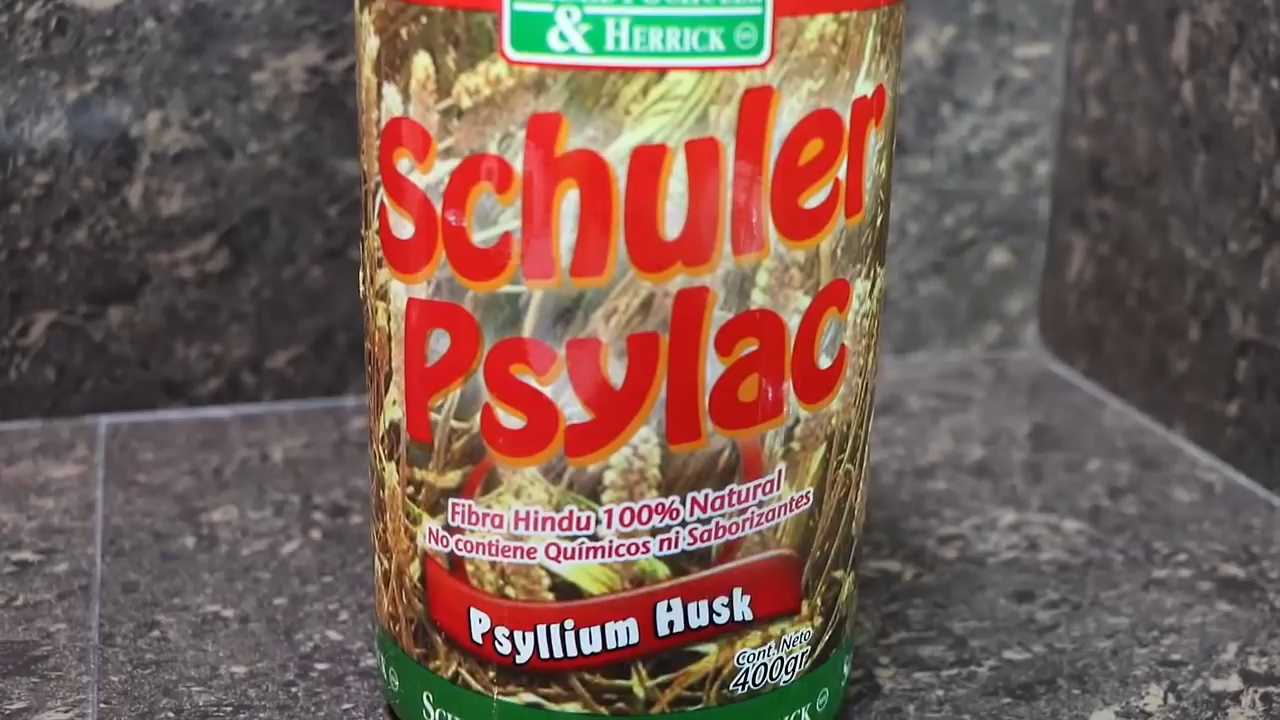 & HERRICK
Schuler
Psylac
Fibra Hindu 100% Natural
No contiene Químicos ni Saborizantes
Psyllium Husk
Cont. Neto
400gr